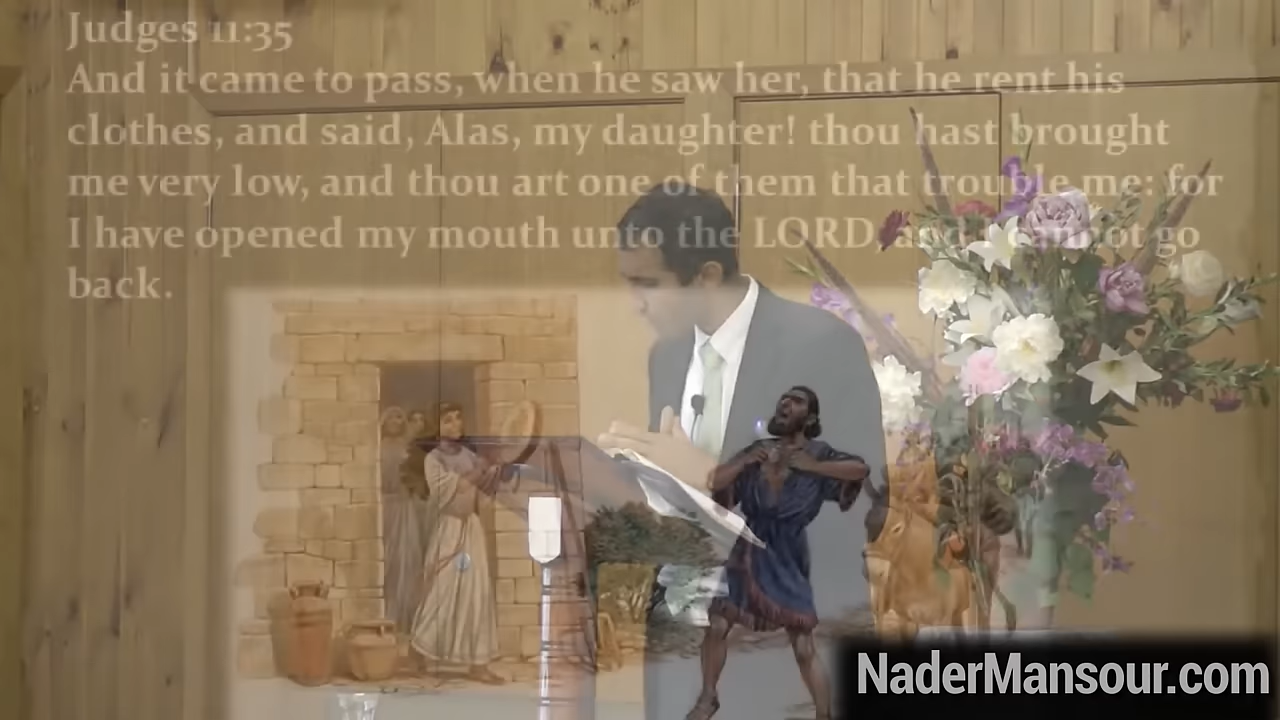 Judges 11:35
And it came to pass, when he saw her, that he rent his
clothes, and said, Alas, my daughter! thou hast brought
me very low, and thou art one of them that trouble me: for
I have opened my mouth unto the LORD, and I cannot go
back.
NaderMansour.com